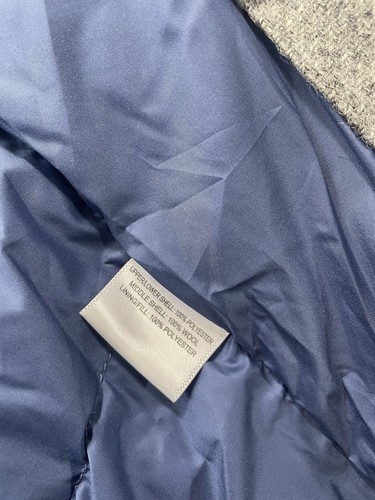 UPPER/LOWER SHELL: 100% POLYESTER
MIDDLE SHELL: 100% WOOL
LINING/FILL: 100% POLYESTER